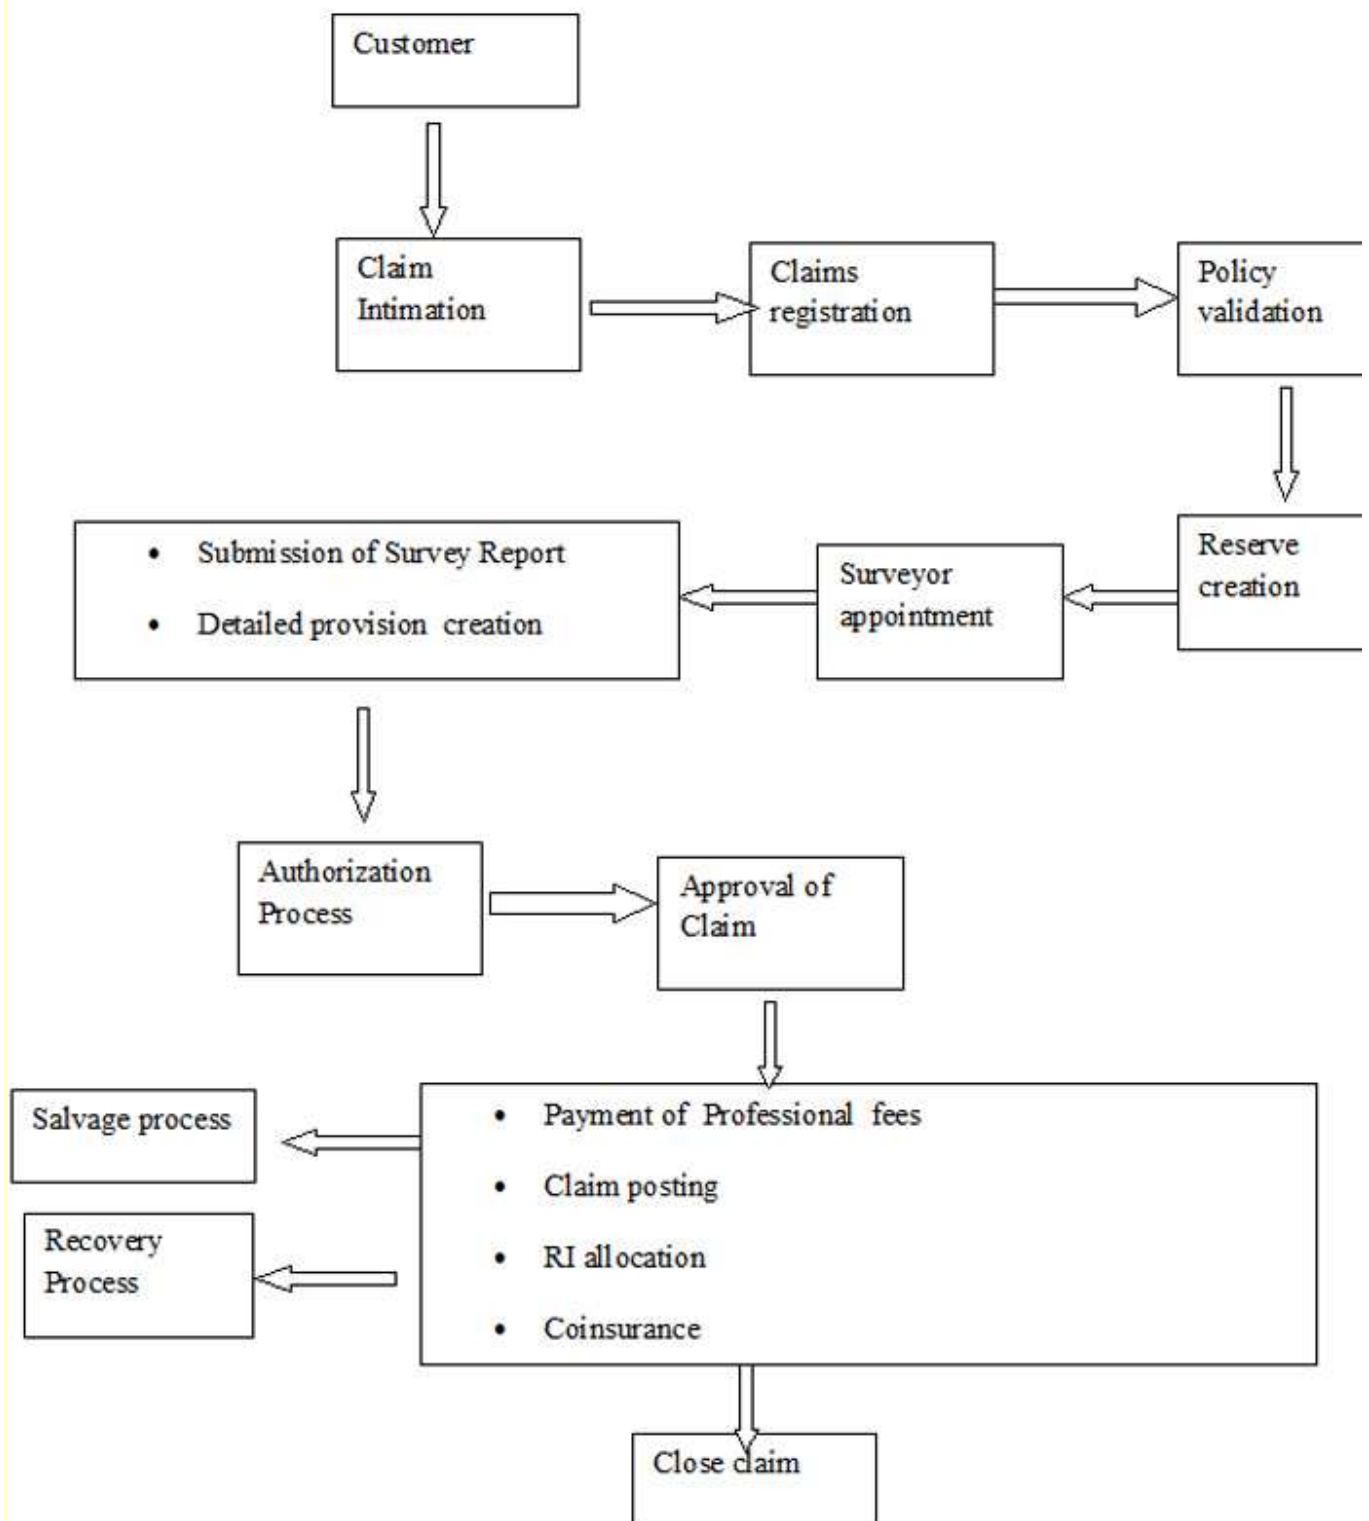 Customer
Claim
Intimation
Claims
registration
Policy
validation
• Submission of Survey Report
• Detailed provision creation
Surveyor
appointment
Reserve
creation
Authorization
Process
Approval of
Claim
Salvage process
Recovery
Process
• Payment of Professional fees
• Claim posting
• RI allocation
• Coinsurance
Close claim